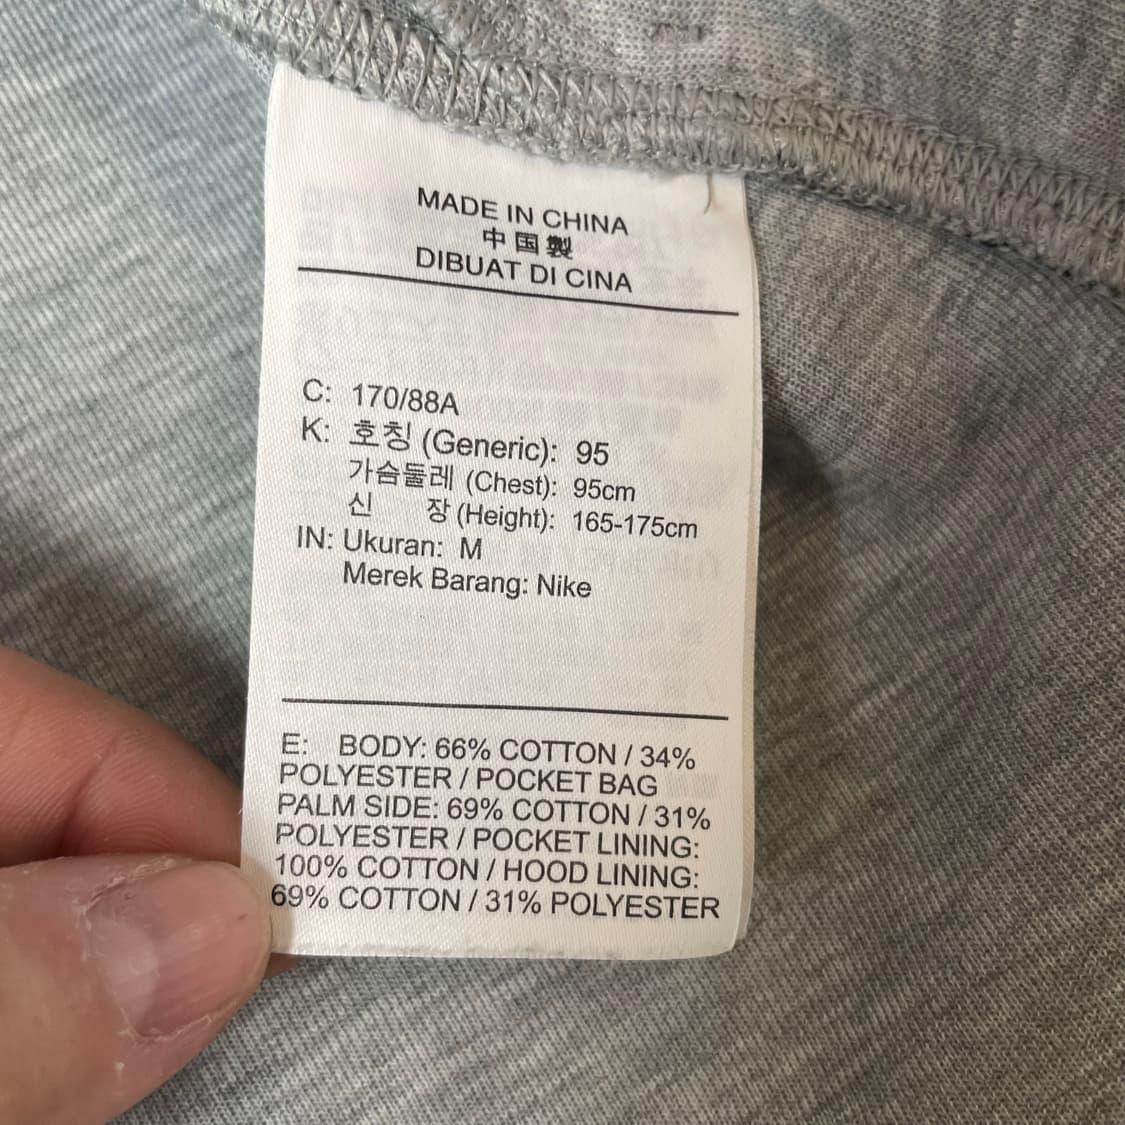 MADE IN CHINA
中国製
DIBUAT DI CINA
C: 170/88A
K: 호칭 (Generic): 95
가슴둘레 (Chest): 95cm
신 장 (Height): 165-175cm
IN: Ukuran: M
Merek Barang: Nike
E: BODY: 66% COTTON / 34%
POLYESTER / POCKET BAG
PALM SIDE: 69% COTTON / 31%
POLYESTER / POCKET LINING:
100% COTTON / HOOD LINING:
69% COTTON / 31% POLYESTER